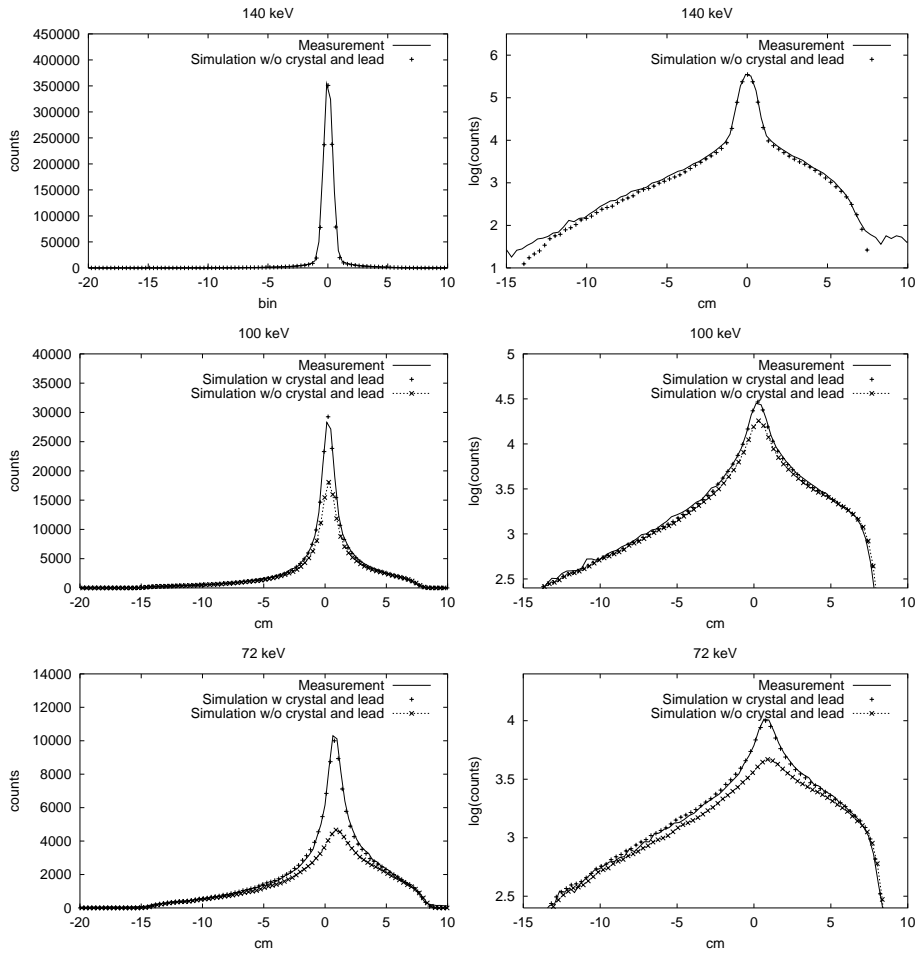 140 keV
450000
400000
350000
300000
250000
200000
150000
100000
50000
0
counts
Measurement
Simulation w/o crystal and lead
-20 -15 -10 -5 0 5 10
bin
140 keV
6
5
4
3
2
1
log(counts)
Measurement
Simulation w/o crystal and lead
-15 -10 -5 0 5 10
cm
100 keV
40000
35000
30000
25000
20000
15000
10000
5000
0
counts
Measurement
Simulation w crystal and lead
Simulation w/o crystal and lead
-20 -15 -10 -5 0 5 10
cm
100 keV
5
4.5
4
3.5
3
2.5
log(counts)
Measurement
Simulation w crystal and lead
Simulation w/o crystal and lead
-15 -10 -5 0 5 10
cm
72 keV
14000
12000
10000
8000
6000
4000
2000
0
counts
Measurement
Simulation w crystal and lead
Simulation w/o crystal and lead
-20 -15 -10 -5 0 5 10
cm
72 keV
4
3.5
3
2.5
log(counts)
Measurement
Simulation w crystal and lead
Simulation w/o crystal and lead
-15 -10 -5 0 5 10
cm